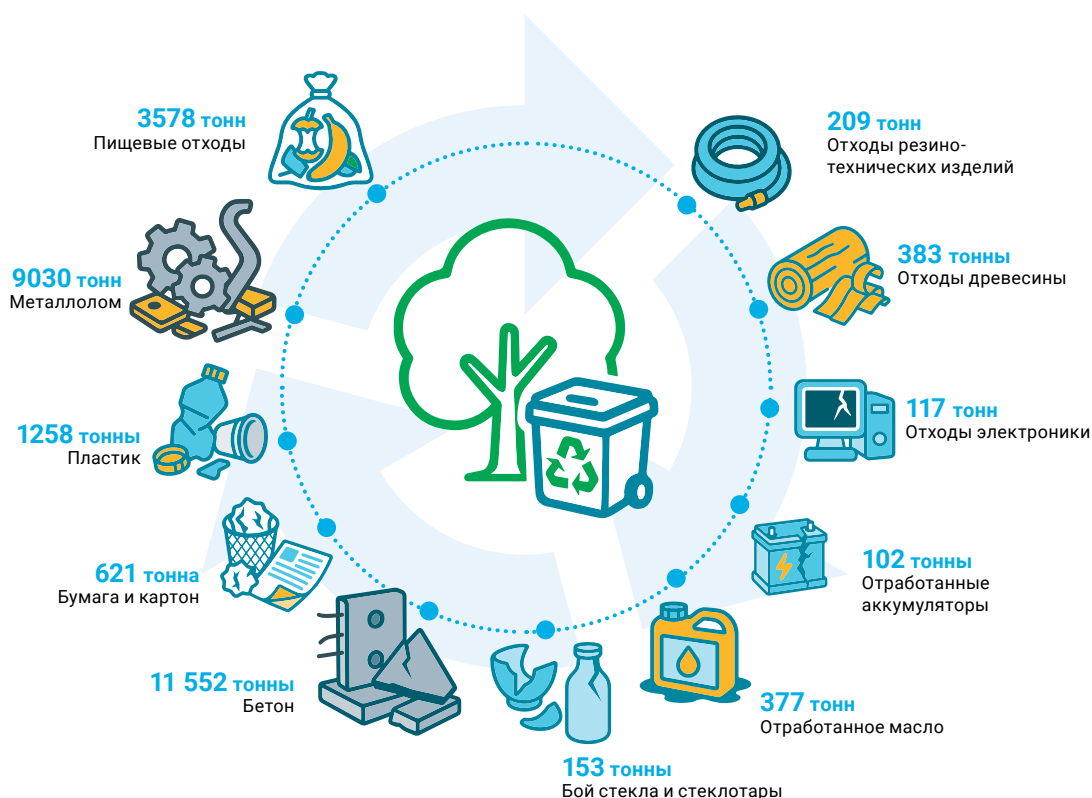 3578 тонн
Пищевые отходы
9030 тонн
Металлолом
1258 тонны
Пластик
621 тонна
Бумага и картон
11 552 тонны
Бетон
153 тонны
Бой стекла и стеклотары
377 тонн
Отработанное масло
102 тонны
Отработанные
аккумуляторы
117 тонн
Отходы электроники
383 тонны
Отходы древесины
209 тонн
Отходы резино-
технических изделий